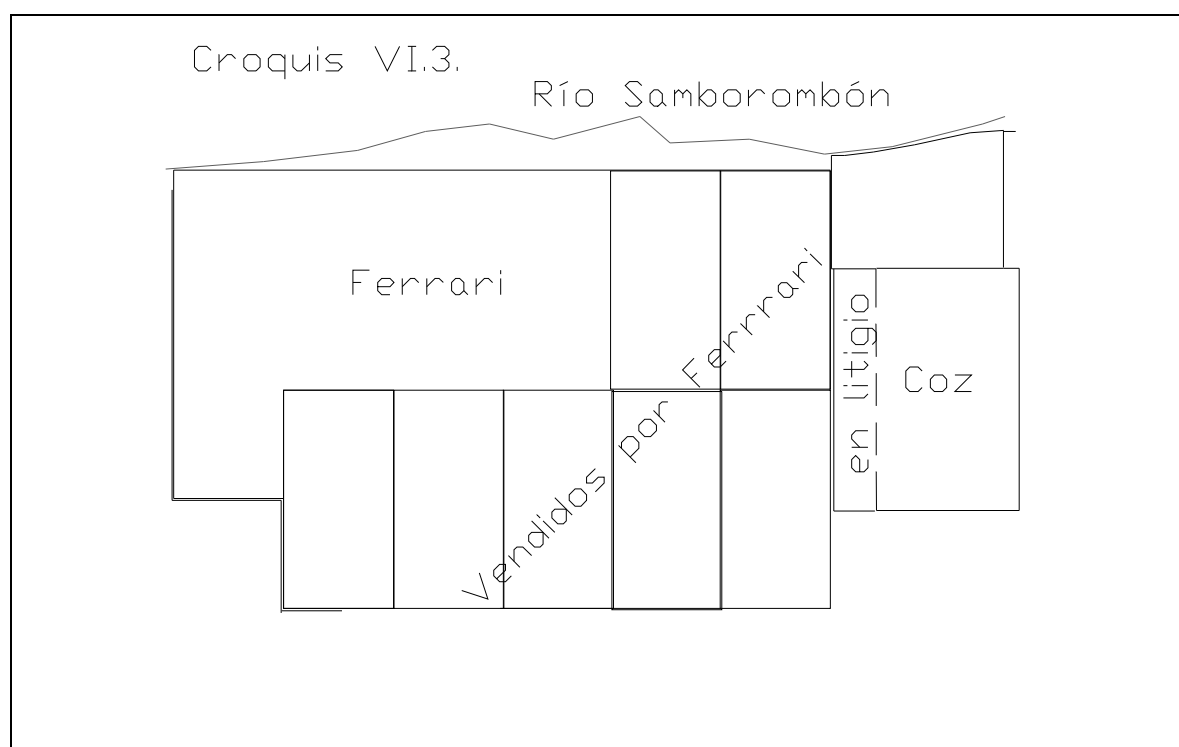 Croquis VI.3.
Río Samborombón
Ferrari
Vendidos por Ferrrari
en litigio
Coz